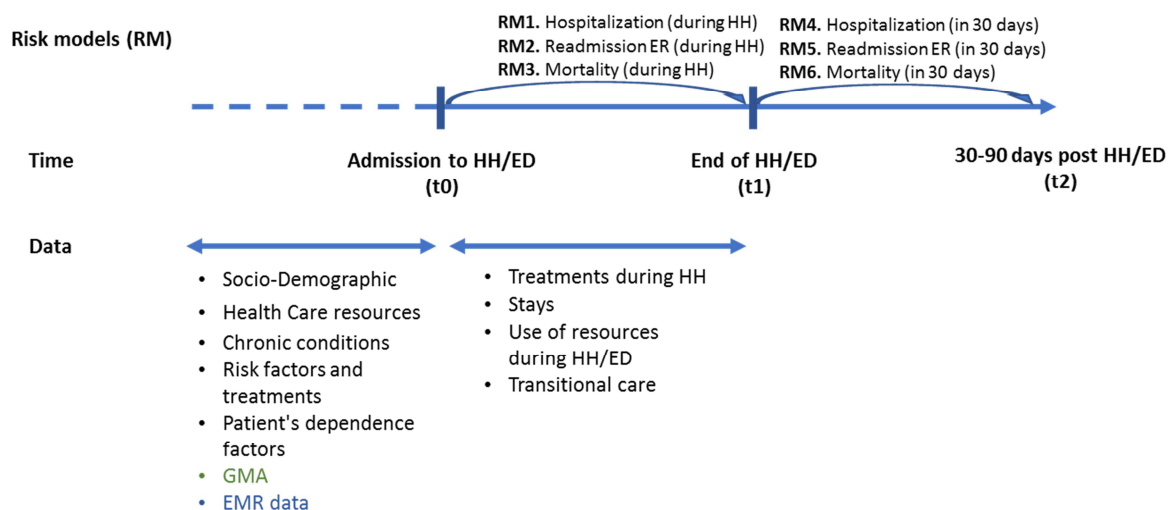 Risk models (RM)
RM1. Hospitalization (during HH)
RM2. Readmission ER (during HH)
RM3. Mortality (during HH)
RM4. Hospitalization (in 30 days)
RM5. Readmission ER (in 30 days)
RM6. Mortality (in 30 days)
Time
Admission to HH/ED
(t0)
End of HH/ED
(t1)
30-90 days post HH/ED
(t2)
Data
• Socio-Demographic
• Health Care resources
• Chronic conditions
• Risk factors and
treatments
• Patient's dependence
factors
• GMA
• EMR data
• Treatments during HH
• Stays
• Use of resources
during HH/ED
• Transitional care